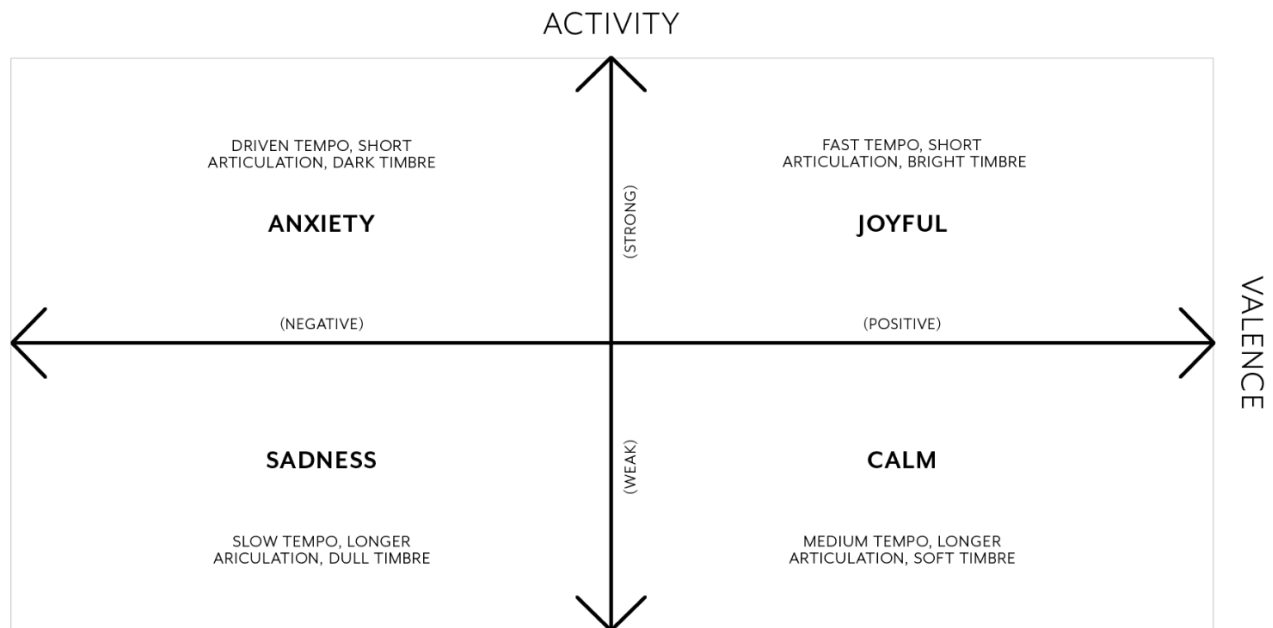 ACTIVITY
DRIVEN TEMPO, SHORT
ARTICULATION, DARK TIMBRE
ANXIETY
FAST TEMPO, SHORT
ARTICULATION, BRIGHT TIMBRE
JOYFUL
(STRONG)
(NEGATIVE)
(POSITIVE)
VALENCE
SADNESS
SLOW TEMPO, LONGER
ARICULATION, DULL TIMBRE
(WEAK)
CALM
MEDIUM TEMPO, LONGER
ARTICULATION, SOFT TIMBRE